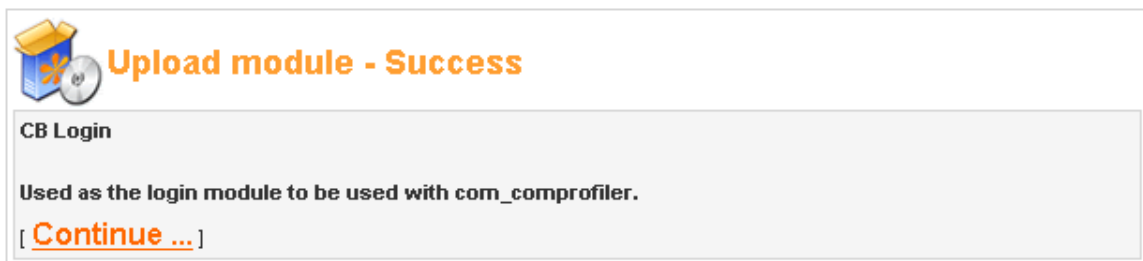 Upload module - Success
CB Login
Used as the login module to be used with com_comprofiler.
[ Continue ... ]